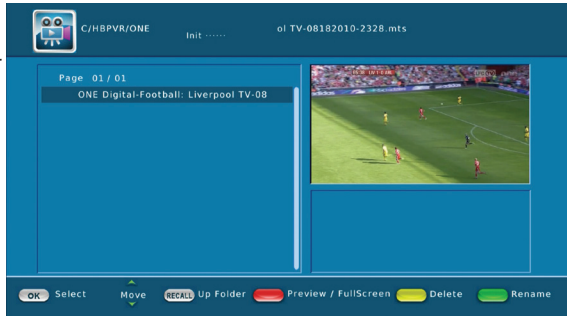 C/HBPVR/ONE
Init ······
ol TV-08182010-2328.mts
Page 01/01
ONE Digital-Football: Liverpool TV-08
OK Select
Move
RECALL Up Folder
Preview / FullScreen
Delete
Rename